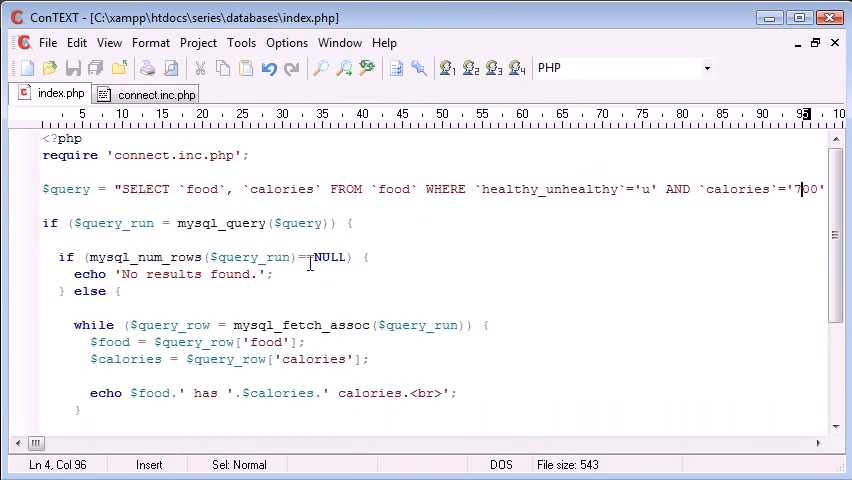 ConTEXT - [C:\xampp\htdocs\series\databases\index.php]
File Edit View Format Project Tools Options Window Help
1 2 3 4 PHP
index.php connect.inc.php
5 10 15 20 25 30 35 40 45 50 55 60 65 70 75 80 85 90 95 10
<?php
require 'connect.inc.php';
$query = "SELECT `food`, `calories` FROM `food` WHERE `healthy_unhealthy`='u' AND `calories`='700'
if ($query_run = mysql_query($query)) {
if (mysql_num_rows($query_run)==NULL) {
echo 'No results found.';
} else {
while ($query_row = mysql_fetch_assoc($query_run)) {
$food = $query_row['food'];
$calories = $query_row['calories'];
echo $food.' has '.$calories.' calories.<br>';
}
Ln 4, Col 96 Insert Sel: Normal DOS File size: 543